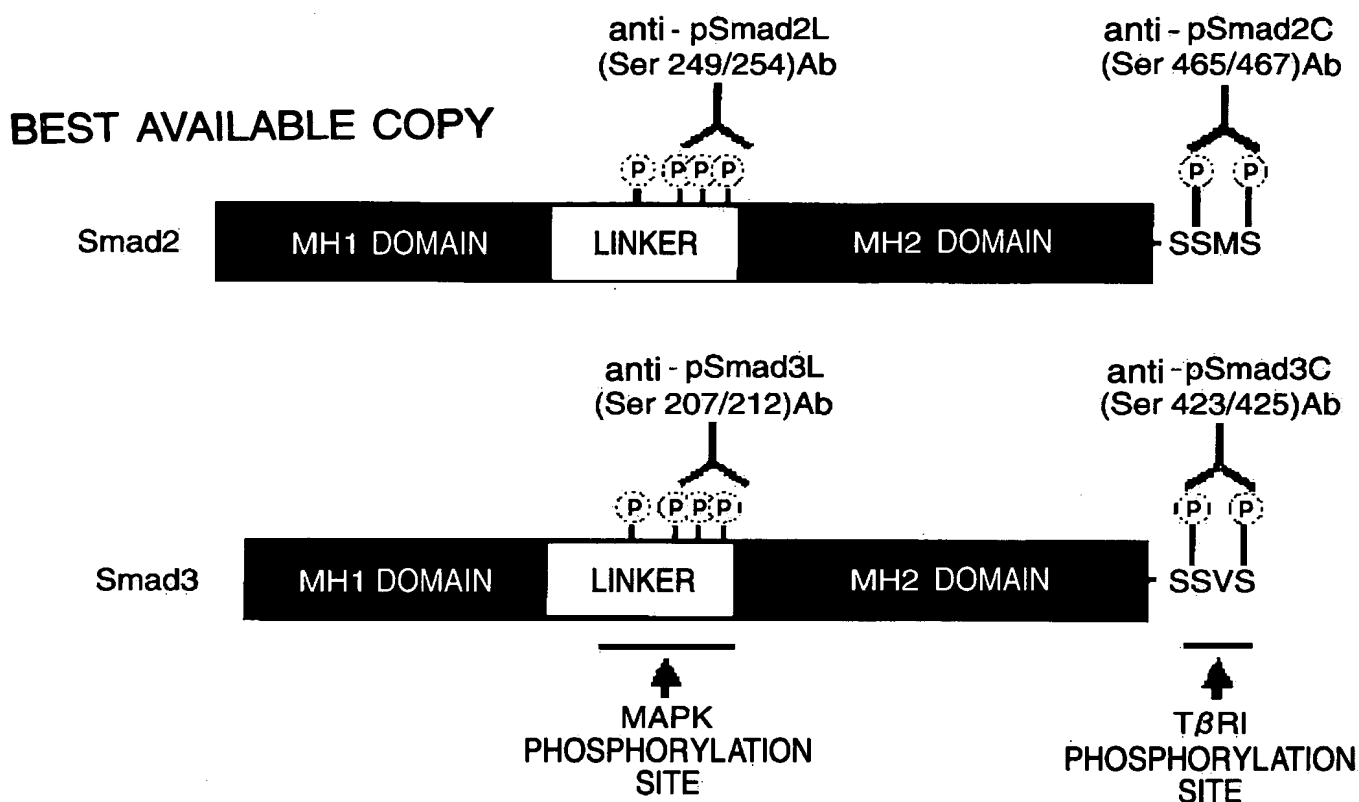 anti - pSmad2L
(Ser 249/254)Ab
anti - pSmad2C
(Ser 465/467)Ab
BEST AVAILABLE COPY
P P P P
P P
Smad2
MH1 DOMAIN
LINKER
MH2 DOMAIN
SSMS
anti - pSmad3L
(Ser 207/212)Ab
anti - pSmad3C
(Ser 423/425)Ab
P P P P
P P
Smad3
MH1 DOMAIN
LINKER
MH2 DOMAIN
SSVS
MAPK
PHOSPHORYLATION
SITE
TβRI
PHOSPHORYLATION
SITE